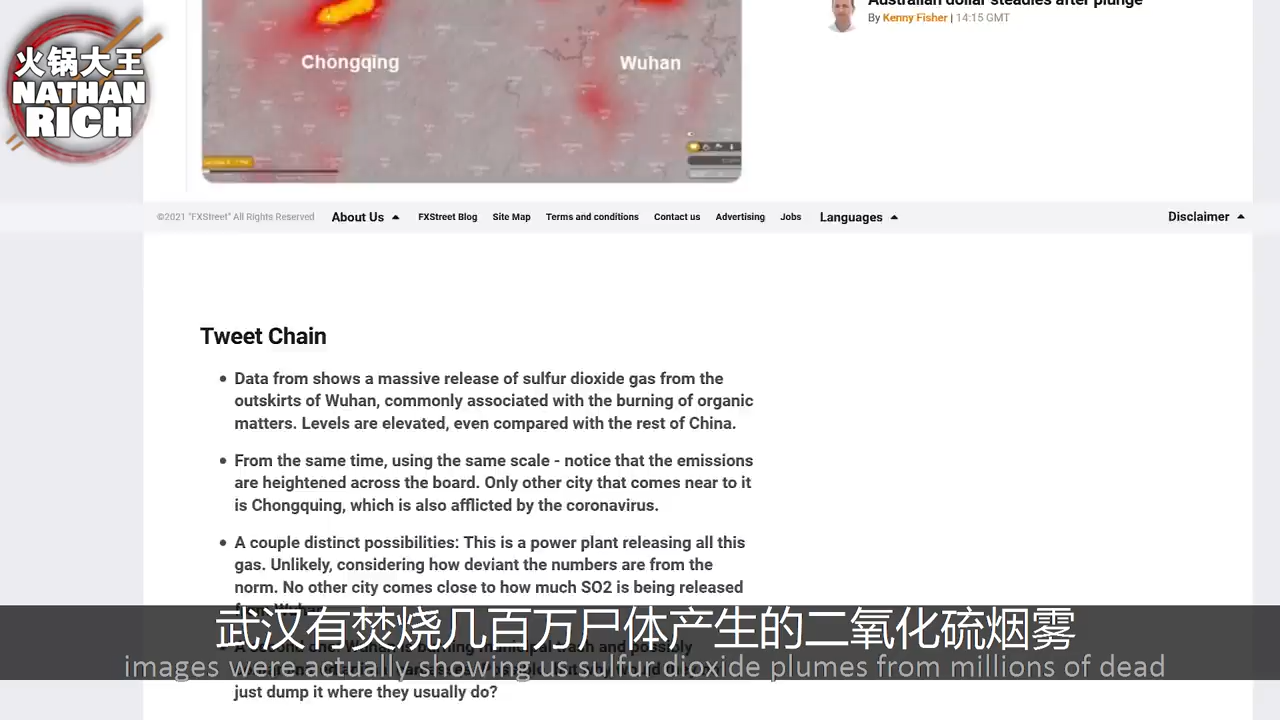 火锅大王
NATHAN
RICH
Chongqing
Wuhan
Australian dollar steadies after plunge
By Kenny Fisher | 14:15 GMT
©2021 "FXStreet" All Rights Reserved About Us FXStreet Blog Site Map Terms and conditions Contact us Advertising Jobs Languages Disclaimer
Tweet Chain
• Data from shows a massive release of sulfur dioxide gas from the
outskirts of Wuhan, commonly associated with the burning of organic
matters. Levels are elevated, even compared with the rest of China.
• From the same time, using the same scale - notice that the emissions
are heightened across the board. Only other city that comes near to it
is Chongquing, which is also afflicted by the coronavirus.
• A couple distinct possibilities: This is a power plant releasing all this
gas. Unlikely, considering how deviant the numbers are from the
norm. No other city comes close to how much SO2 is being released
武汉有焚烧几百万尸体产生的二氧化硫烟雾
images were actually showing us sulfur dioxide plumes from millions of dead
just dump it where they usually do?